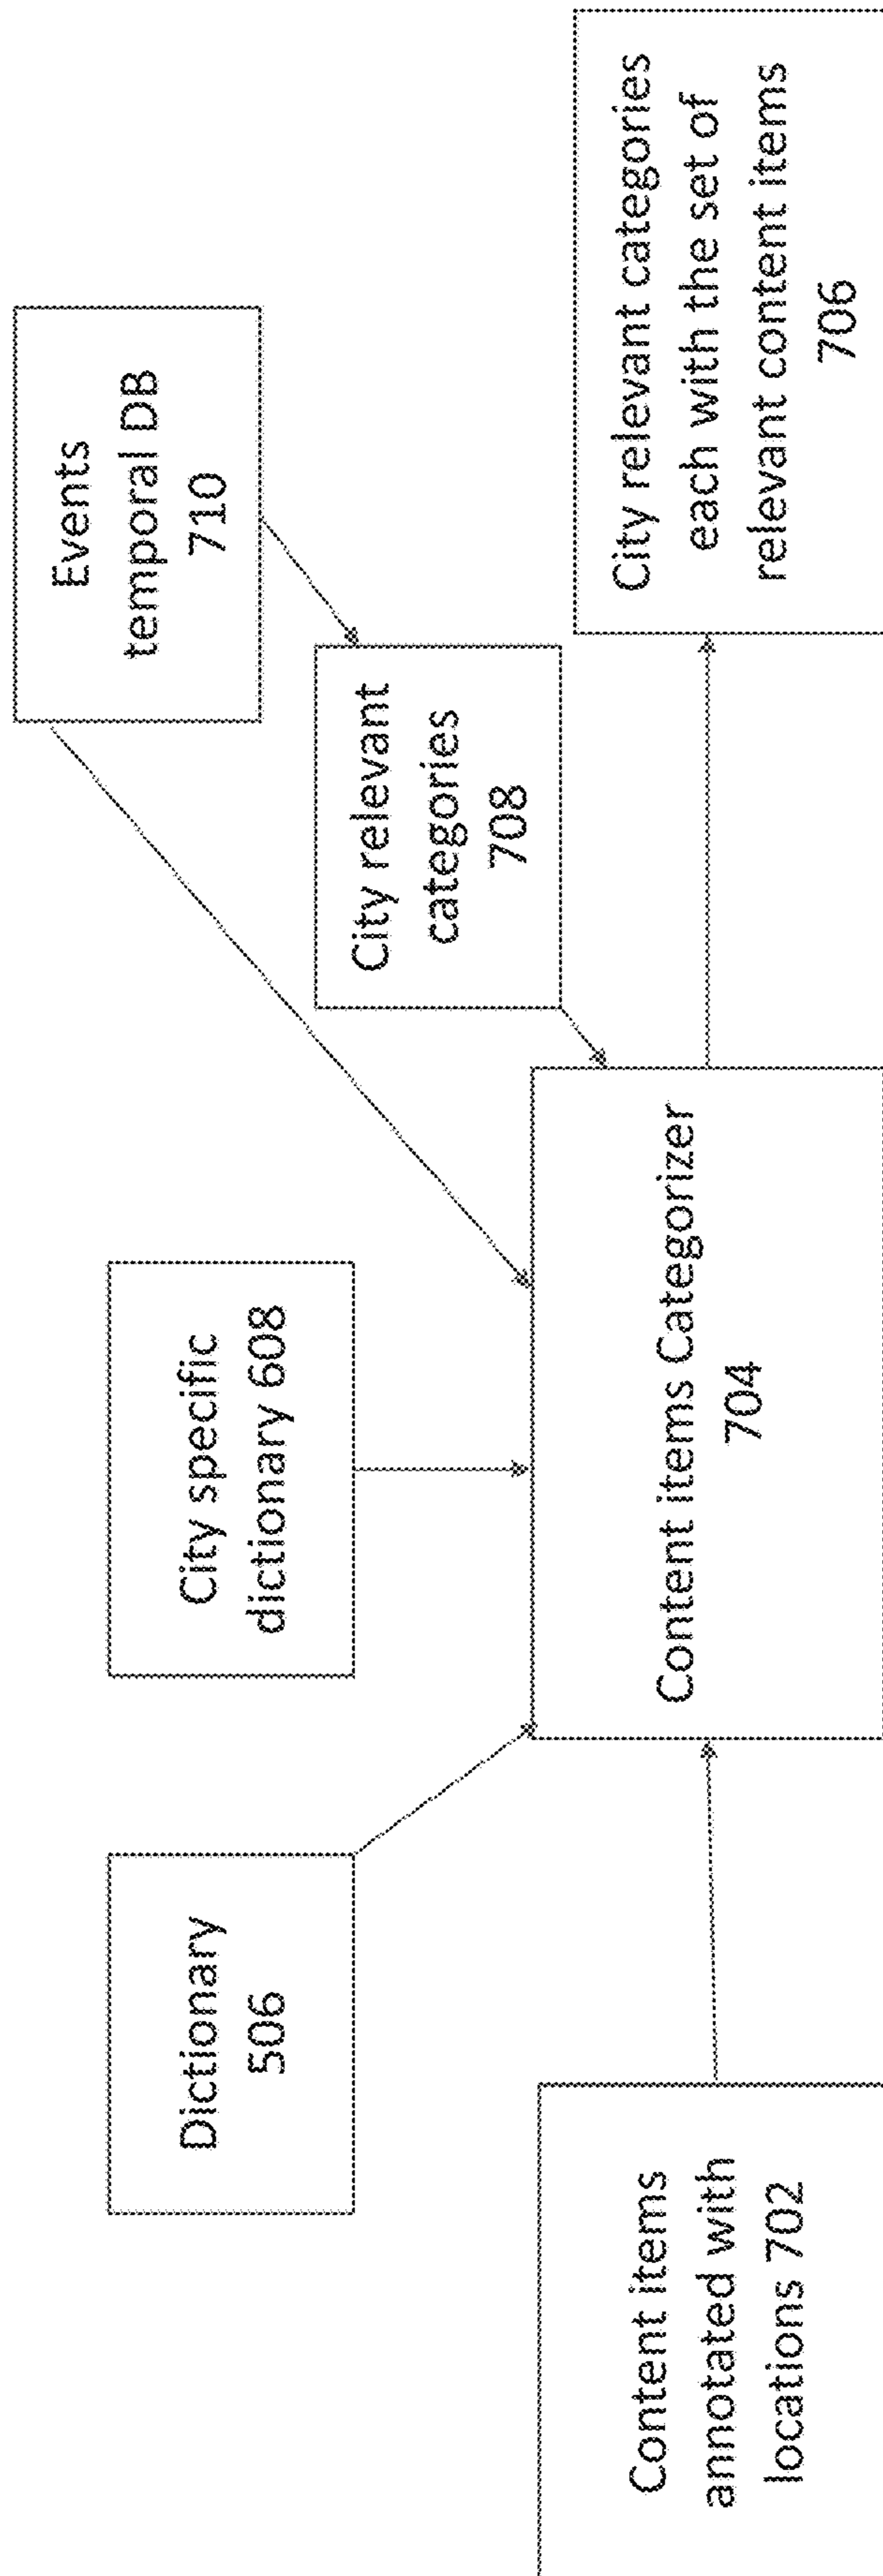 Events
temporal DB
710
City specific
dictionary 608
Dictionary
506
City relevant
categories
708
Content items
annotated with
locations 702
Content items Categorizer
704
City relevant categories
each with the set of
relevant content items
706